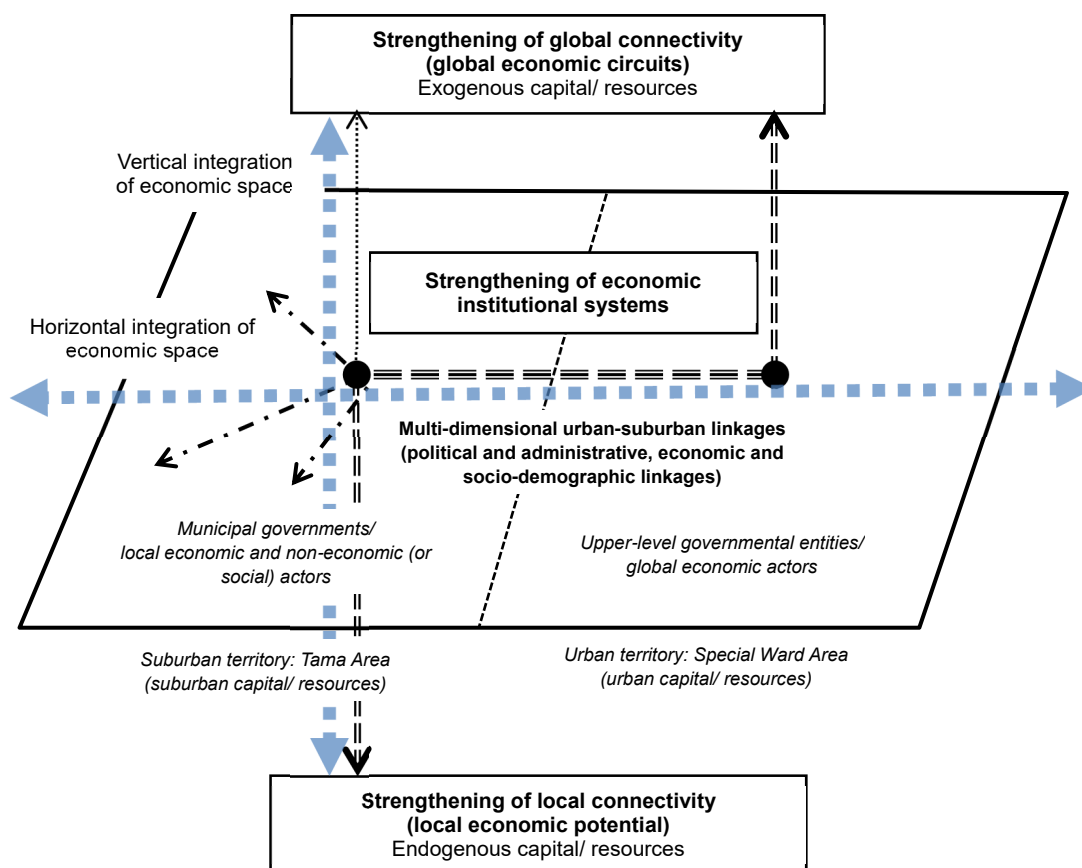 Strengthening of global connectivity
(global economic circuits)
Exogenous capital/ resources
Vertical integration
of economic space
Strengthening of economic
institutional systems
Horizontal integration of
economic space
Multi-dimensional urban-suburban linkages
(political and administrative, economic and
socio-demographic linkages)
Municipal governments/
local economic and non-economic (or
social) actors
Upper-level governmental entities/
global economic actors
Suburban territory: Tama Area
(suburban capital/ resources)
Urban territory: Special Ward Area
(urban capital/ resources)
Strengthening of local connectivity
(local economic potential)
Endogenous capital/ resources